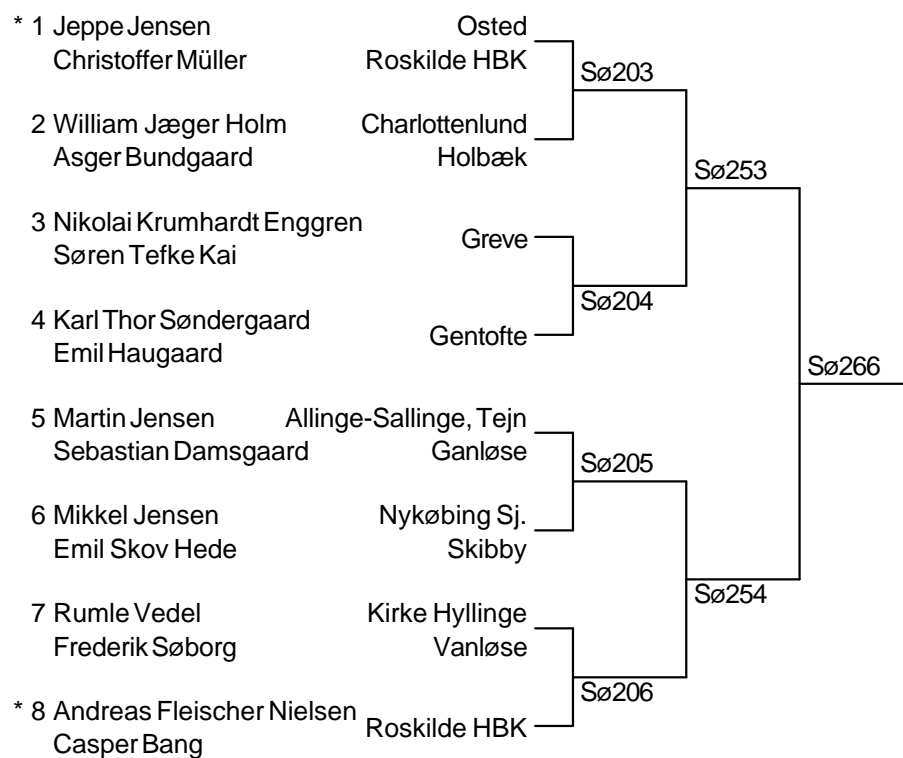 * 1 Jeppe Jensen Osted
Christoffer Müller Roskilde HBK
Sø203
2 William Jæger Holm Charlottenlund
Asger Bundgaard Holbæk
Sø253
3 Nikolai Krumhardt Enggren
Søren Tefke Kai Greve
Sø204
4 Karl Thor Søndergaard
Emil Haugaard Gentofte
Sø266
5 Martin Jensen Allinge-Sallinge, Tejn
Sebastian Damsgaard Ganløse
Sø205
6 Mikkel Jensen Nykøbing Sj.
Emil Skov Hede Skibby
Sø254
7 Rumle Vedel Kirke Hyllinge
Frederik Søborg Vanløse
Sø206
* 8 Andreas Fleischer Nielsen
Casper Bang Roskilde HBK